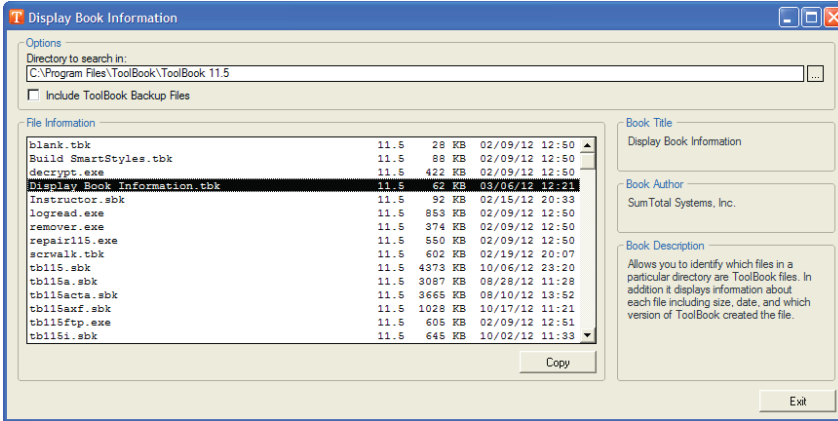 Display Book Information
Options
Directory to search in:
C:\Program Files\ToolBook\ToolBook 11.5
...
Include ToolBook Backup Files
File Information
blank.tbk 11.5 28 KB 02/09/12 12:50
Build SmartStyles.tbk 11.5 88 KB 02/09/12 12:50
decrypt.exe 11.5 422 KB 02/09/12 12:50
Display Book Information.tbk 11.5 62 KB 03/06/12 12:21
Instructor.sbk 11.5 92 KB 02/15/12 20:33
logread.exe 11.5 853 KB 02/09/12 12:50
remover.exe 11.5 374 KB 02/09/12 12:50
repair115.exe 11.5 550 KB 02/09/12 12:50
scrwalk.tbk 11.5 602 KB 02/19/12 20:07
tb115.sbk 11.5 4373 KB 10/06/12 23:20
tb115a.sbk 11.5 3087 KB 08/28/12 11:28
tb115acta.sbk 11.5 3665 KB 08/10/12 13:52
tb115axf.sbk 11.5 1028 KB 10/17/12 11:21
tb115ftp.exe 11.5 605 KB 02/09/12 12:51
tb115i.sbk 11.5 645 KB 10/02/12 11:33
Copy
Book Title
Display Book Information
Book Author
SumTotal Systems, Inc.
Book Description
Allows you to identify which files in a
particular directory are ToolBook files. In
addition it displays information about
each file including size, date, and which
version of ToolBook created the file.
Exit